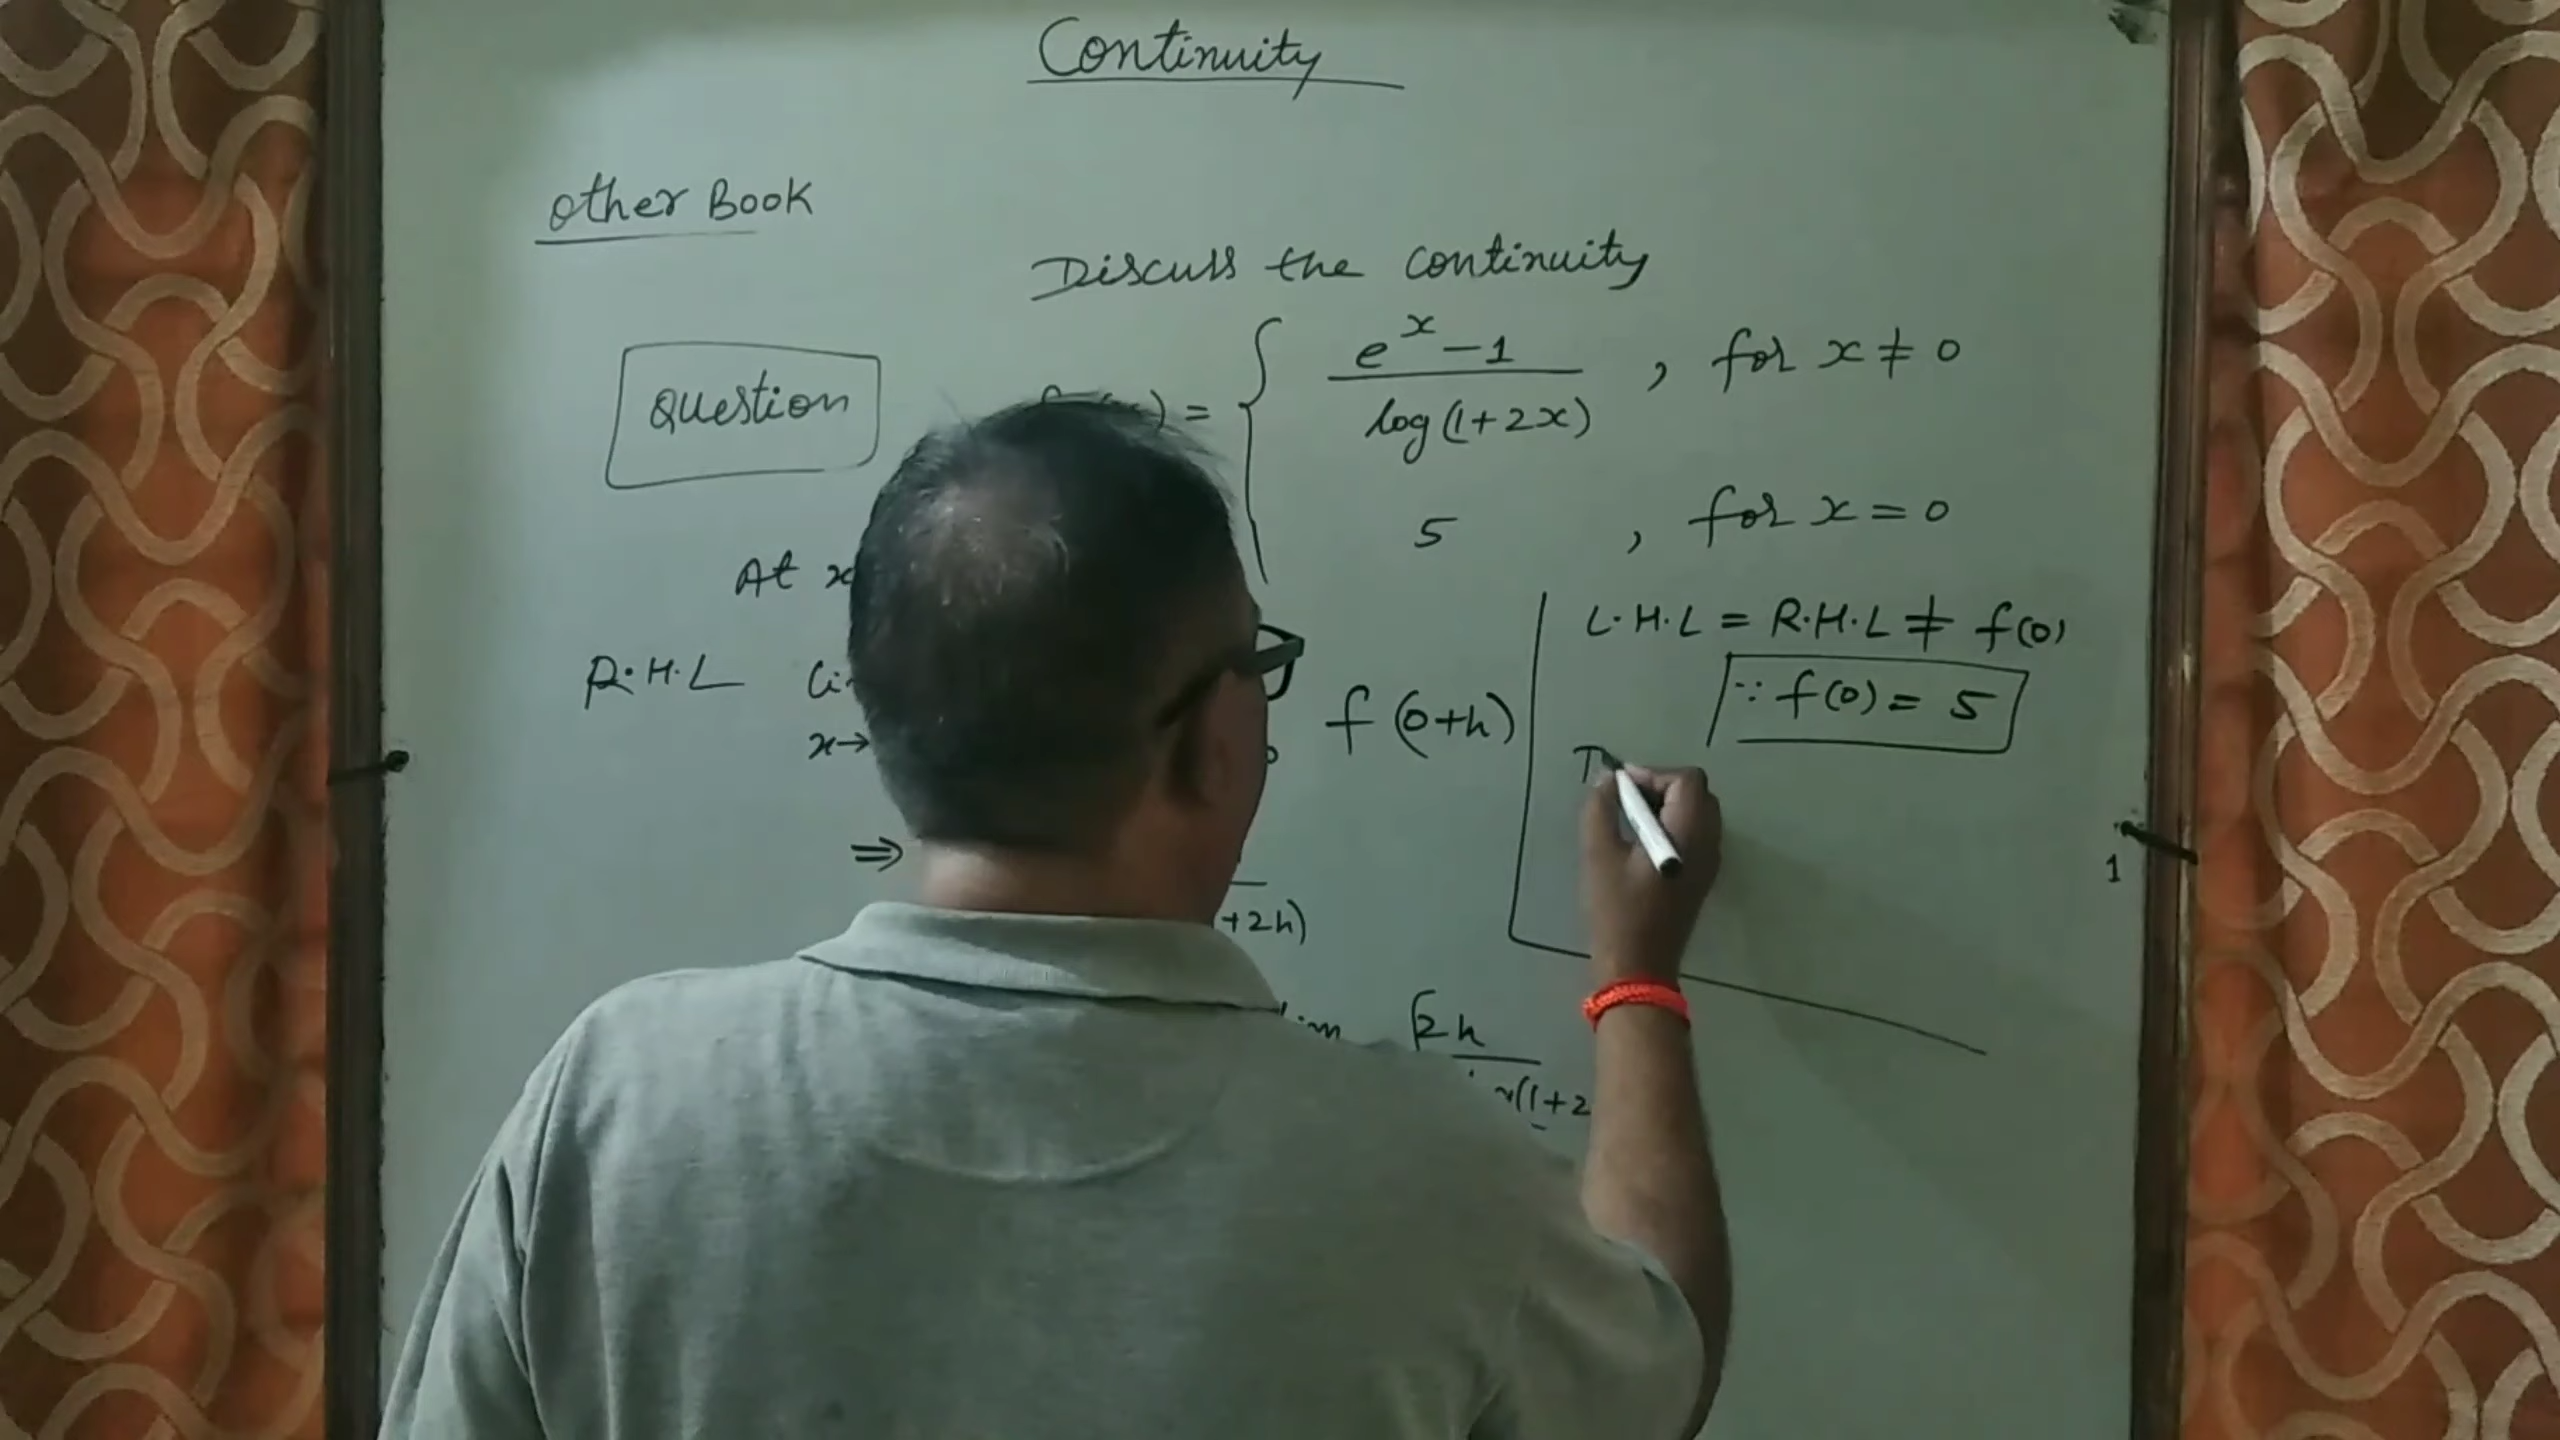 Continuity
Other Book
Discuss the continuity
Question
) = { e^x - 1 / log (1+2x) , for x ≠ 0
5 , for x = 0
At x
R.H.L
x→
f (0+h)
⇒
+2h)
lim 2h
(1+2
L.H.L = R.H.L ≠ f(0)
∵ f(0) = 5
1